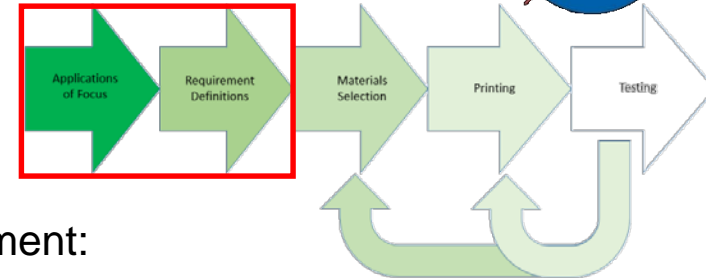 Applications
of Focus
Requirement
Definitions
Materials
Selection
Printing
Testing
ment: